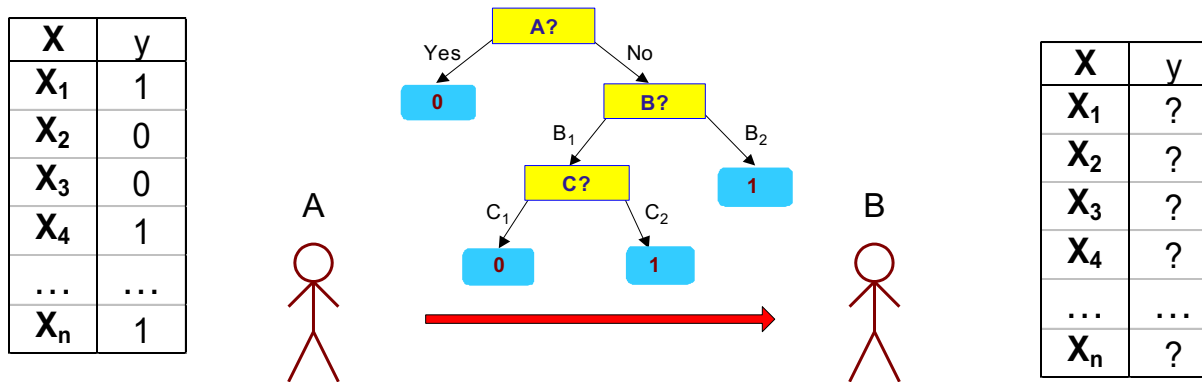 X y
X₁ 1
X₂ 0
X₃ 0
X₄ 1
... ...
Xₙ 1
A?
Yes No
0
B?
B₁ B₂
C?
1
C₁ C₂
0 1
A
B
X y
X₁ ?
X₂ ?
X₃ ?
X₄ ?
... ...
Xₙ ?